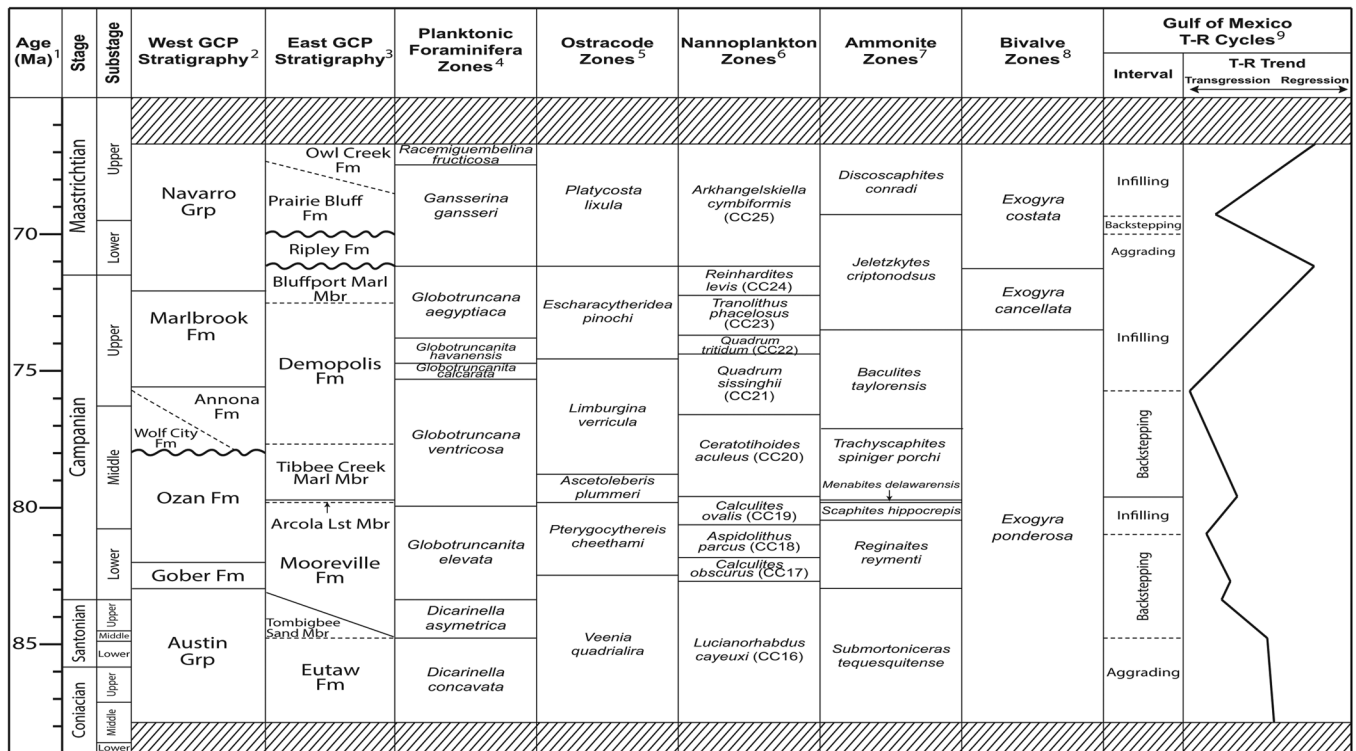 Age
(Ma)1
Stage
Substage
West GCP
Stratigraphy2
East GCP
Stratigraphy3
Planktonic
Foraminifera
Zones4
Ostracode
Zones5
Nannoplankton
Zones6
Ammonite
Zones7
Bivalve
Zones8
Gulf of Mexico
T-R Cycles9
Interval
T-R Trend
Transgression Regression
70
75
80
85
Maastrichtian
Campanian
Santonian
Coniacian
Upper
Lower
Upper
Middle
Lower
Upper
Middle
Lower
Upper
Middle
Lower
Navarro
Grp
Marlbrook
Fm
Annona
Fm
Wolf City
Fm
Ozan Fm
Gober Fm
Austin
Grp
Owl Creek
Fm
Prairie Bluff
Fm
Ripley Fm
Bluffport Marl
Mbr
Demopolis
Fm
Tibbee Creek
Marl Mbr
Arcola Lst Mbr
Mooreville
Fm
Tombigbee
Sand Mbr
Eutaw
Fm
Racemiguembelina
fructicosa
Gansserina
gansseri
Globotruncana
aegyptiaca
Globotruncanita
havanensis
Globotruncanita
calcarata
Globotruncana
ventricosa
Globotruncanita
elevata
Dicarinella
asymetrica
Dicarinella
concavata
Platycosta
lixula
Escharacytheridea
pinochi
Limburgina
verricula
Ascetoleberis
plummeri
Pterygocythereis
cheethami
Veenia
quadrialira
Arkhangelskiella
cymbiformis
(CC25)
Reinhardites
levis (CC24)
Tranolithus
phacelosus
(CC23)
Quadrum
tritidum (CC22)
Quadrum
sissinghii
(CC21)
Ceratotihoides
aculeus (CC20)
Calculites
ovalis (CC19)
Aspidolithus
parcus (CC18)
Calculites
obscurus (CC17)
Lucianorhabdus
cayeuxi (CC16)
Discoscaphites
conradi
Jeletzkytes
criptonodsus
Baculites
taylorensis
Trachyscaphites
spiniger porchi
Menabites delawarensis
Scaphites hippocrepis
Reginaites
reymenti
Submortoniceras
tequesquitense
Exogyra
costata
Exogyra
cancellata
Exogyra
ponderosa
Infilling
Backstepping
Aggrading
Infilling
Backstepping
Infilling
Backstepping
Aggrading